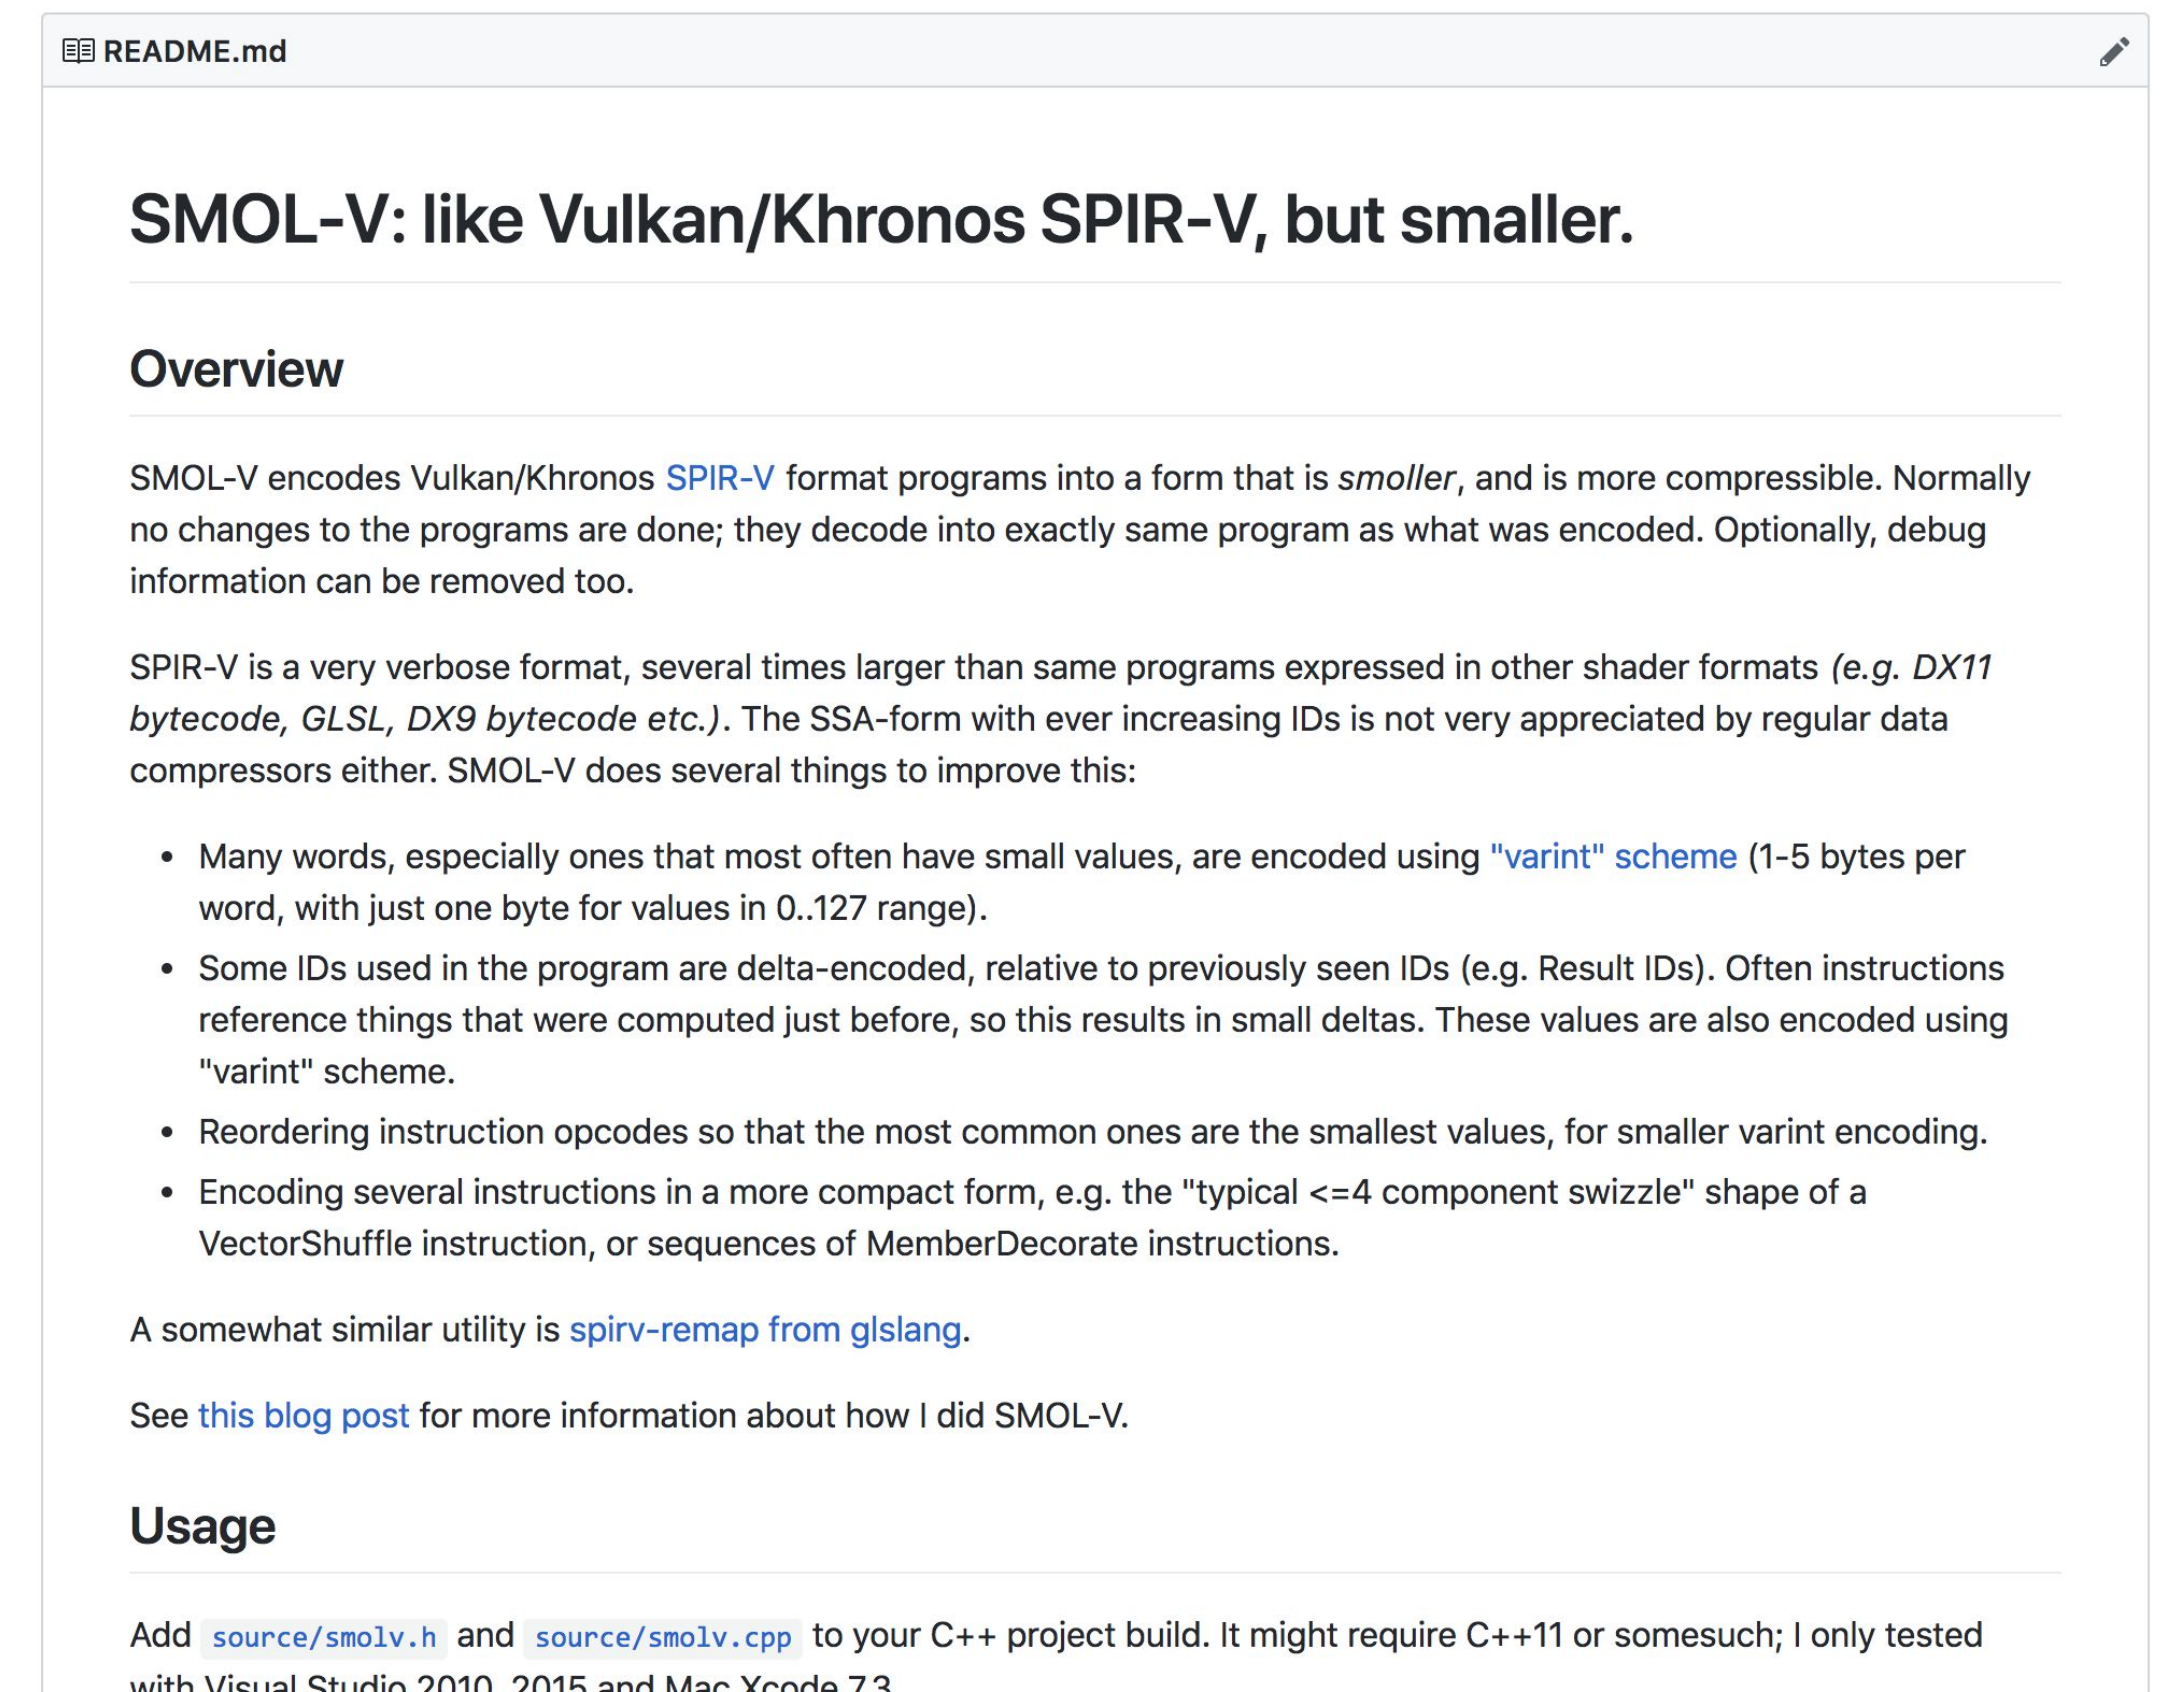 README.md
SMOL-V: like Vulkan/Khronos SPIR-V, but smaller.
Overview
SMOL-V encodes Vulkan/Khronos SPIR-V format programs into a form that is smoller, and is more compressible. Normally
no changes to the programs are done; they decode into exactly same program as what was encoded. Optionally, debug
information can be removed too.
SPIR-V is a very verbose format, several times larger than same programs expressed in other shader formats (e.g. DX11
bytecode, GLSL, DX9 bytecode etc.). The SSA-form with ever increasing IDs is not very appreciated by regular data
compressors either. SMOL-V does several things to improve this:
• Many words, especially ones that most often have small values, are encoded using "varint" scheme (1-5 bytes per
word, with just one byte for values in 0..127 range).
• Some IDs used in the program are delta-encoded, relative to previously seen IDs (e.g. Result IDs). Often instructions
reference things that were computed just before, so this results in small deltas. These values are also encoded using
"varint" scheme.
• Reordering instruction opcodes so that the most common ones are the smallest values, for smaller varint encoding.
• Encoding several instructions in a more compact form, e.g. the "typical <=4 component swizzle" shape of a
VectorShuffle instruction, or sequences of MemberDecorate instructions.
A somewhat similar utility is spirv-remap from glslang.
See this blog post for more information about how I did SMOL-V.
Usage
Add source/smolv.h and source/smolv.cpp to your C++ project build. It might require C++11 or somesuch; I only tested
with Visual Studio 2010, 2015 and Mac Xcode 7.3.